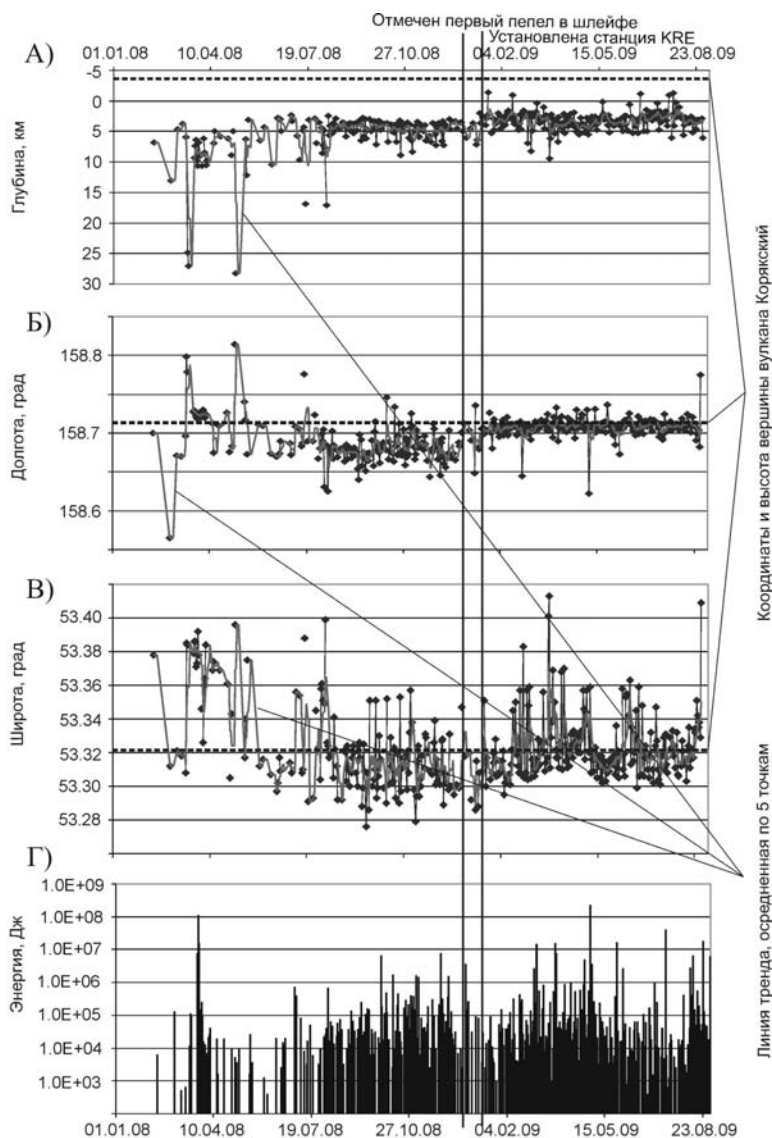 Отмечен первый пепел в шлейфе
Установлена станция KRE
А)
01.01.08 10.04.08 19.07.08 27.10.08 04.02.09 15.05.09 23.08.09
Глубина, км
-5
0
5
10
15
20
25
30
Б)
Долгота, град
158.8
158.7
158.6
В)
Широта, град
53.40
53.38
53.36
53.34
53.32
53.30
53.28
Г)
Энергия, Дж
1.0E+09
1.0E+08
1.0E+07
1.0E+06
1.0E+05
1.0E+04
1.0E+03
01.01.08 10.04.08 19.07.08 27.10.08 04.02.09 15.05.09 23.08.09
Координаты и высота вершины вулкана Корякский
Линия тренда, осредненная по 5 точкам